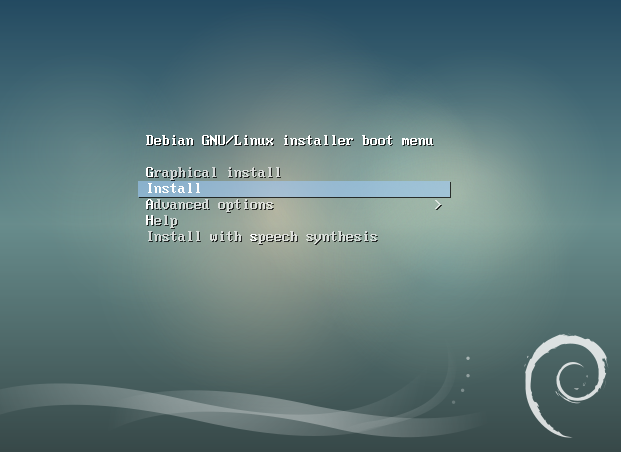 Debian GNU/Linux installer boot menu
Graphical install
Install
Advanced options >
Help
Install with speech synthesis